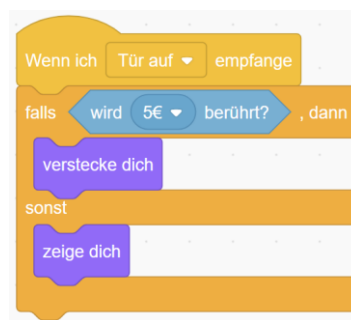 Wenn ich Tür auf empfange
falls wird 5€ berührt? , dann
verstecke dich
sonst
zeige dich